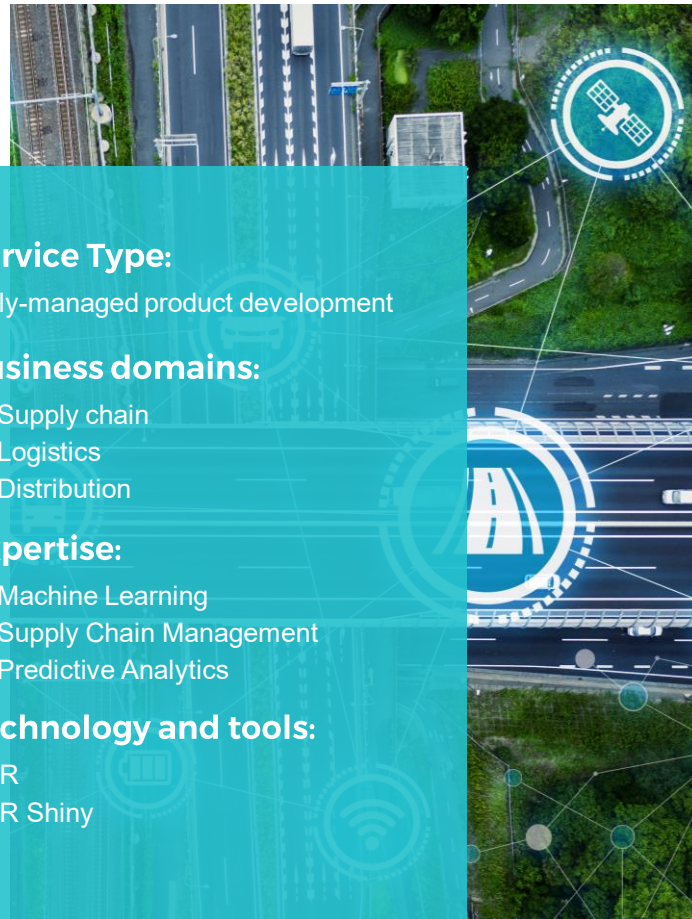 rvice Type:
ly-managed product development
usiness domains:
Supply chain
Logistics
Distribution
pertise:
Machine Learning
Supply Chain Management
Predictive Analytics
chnology and tools:
R
R Shiny